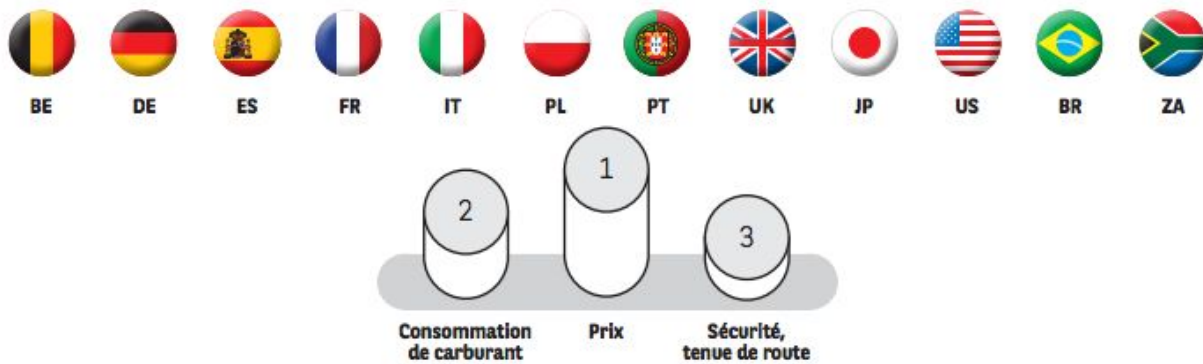 BE DE ES FR IT PL PT UK JP US BR ZA
1
2
3
Consommation
de carburant
Prix
Sécurité,
tenue de route